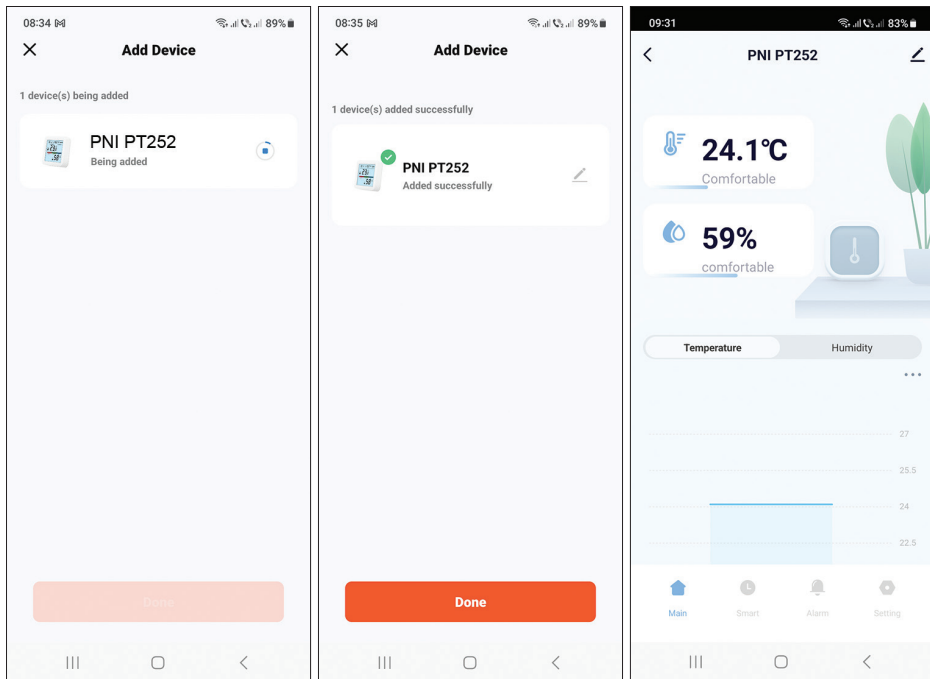 08:34
89%
Add Device
1 device(s) being added
PNI PT252
Being added
Done
08:35
89%
Add Device
1 device(s) added successfully
PNI PT252
Added successfully
Done
09:31
83%
PNI PT252
24.1°C
Comfortable
59%
comfortable
Temperature
Humidity
27
25.5
24
22.5
Main
Smart
Alarm
Setting